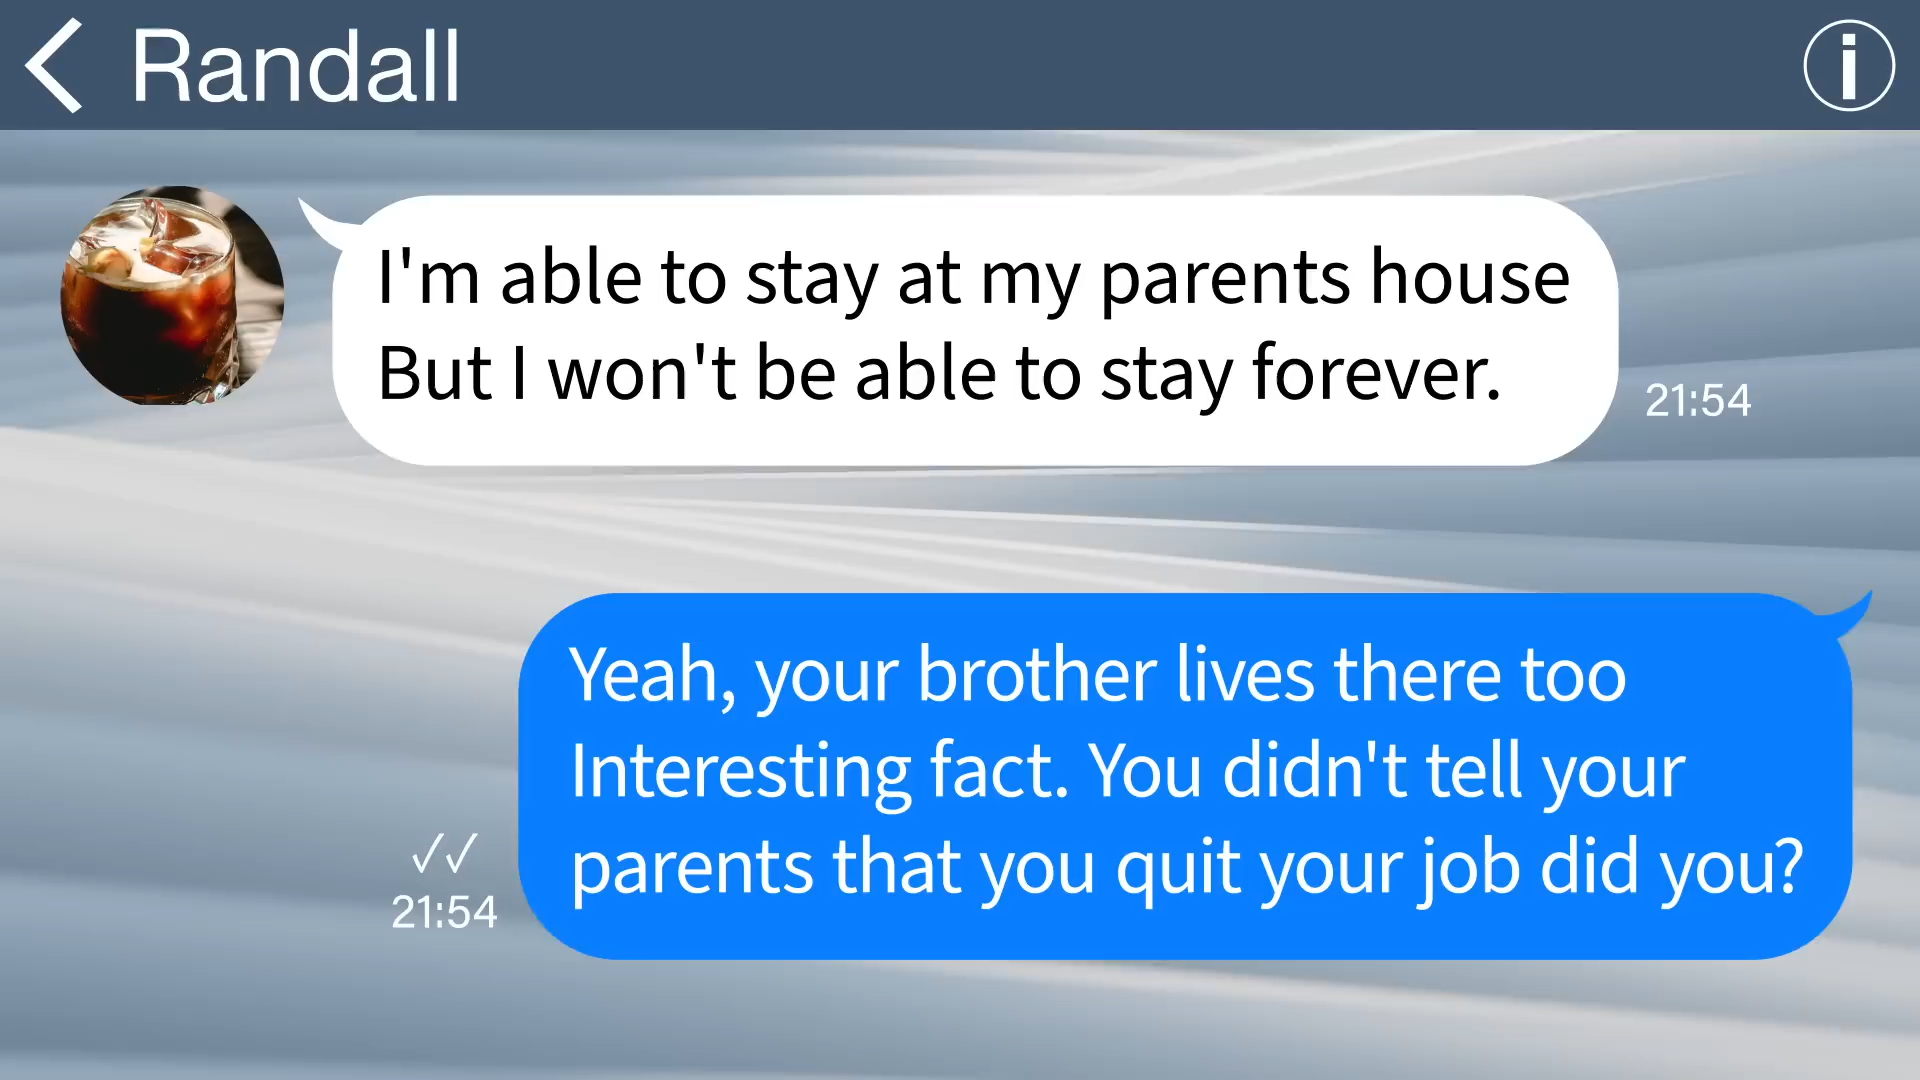 Randall
I'm able to stay at my parents house
But I won't be able to stay forever.
21:54
Yeah, your brother lives there too
Interesting fact. You didn't tell your
parents that you quit your job did you?
21:54